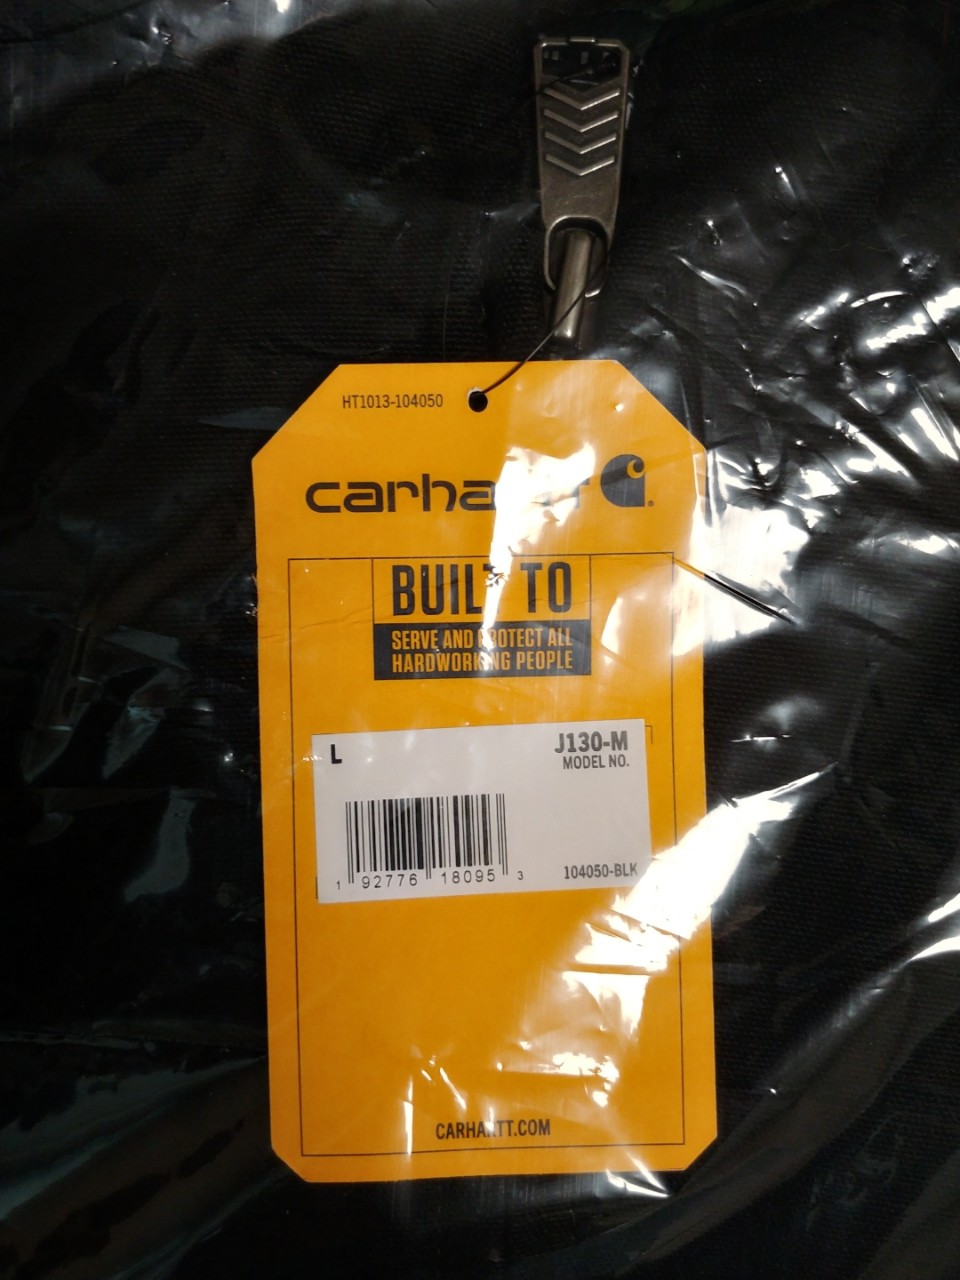 HT1013-104050
carhartt
BUILT TO
SERVE AND PROTECT ALL
HARDWORKING PEOPLE
L
J130-M
MODEL NO.
1 92776 18095 3
104050-BLK
CARHARTT.COM